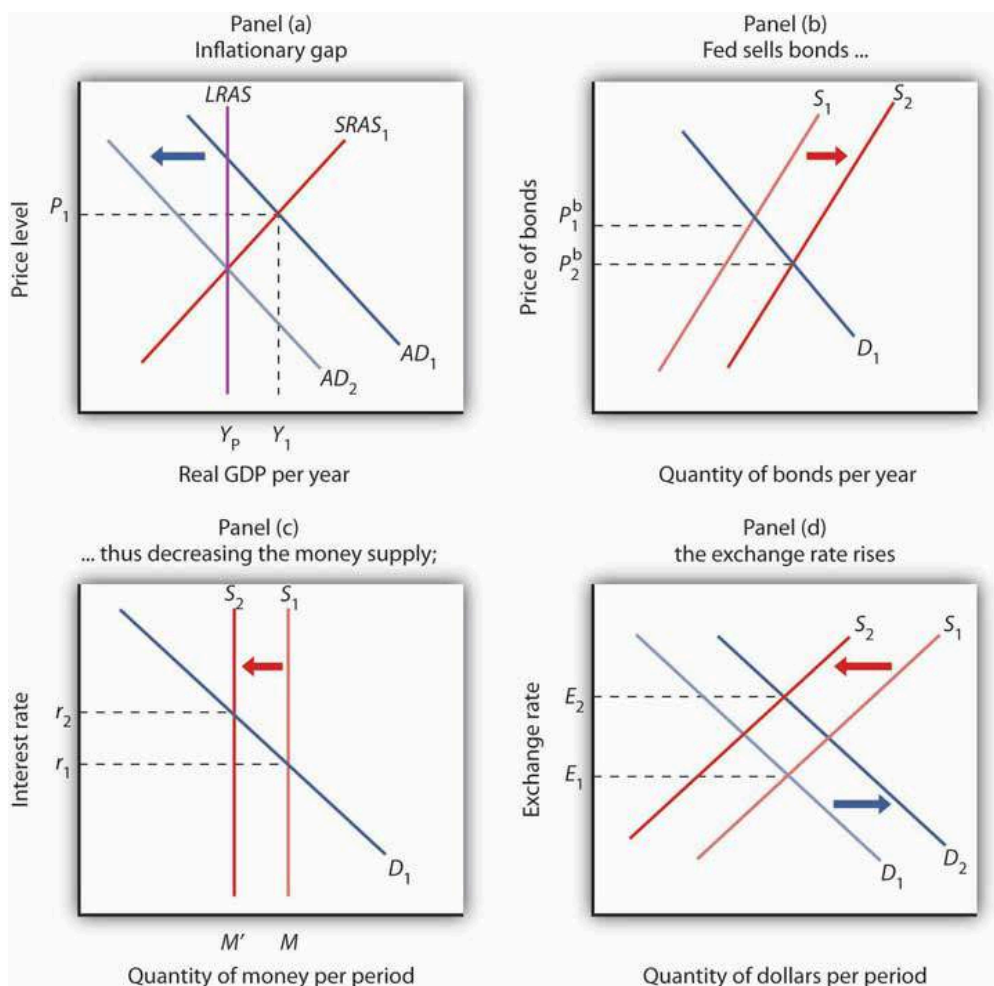 Panel (a)
Inflationary gap
LRAS
SRAS₁
P₁
Price level
AD₁
AD₂
Yₚ Y₁
Real GDP per year
Panel (b)
Fed sells bonds ...
S₁ S₂
P₁ᵇ
P₂ᵇ
Price of bonds
D₁
Quantity of bonds per year
Panel (c)
... thus decreasing the money supply;
S₂ S₁
r₂
r₁
Interest rate
D₁
M′ M
Quantity of money per period
Panel (d)
the exchange rate rises
S₂ S₁
E₂
E₁
Exchange rate
D₁ D₂
Quantity of dollars per period